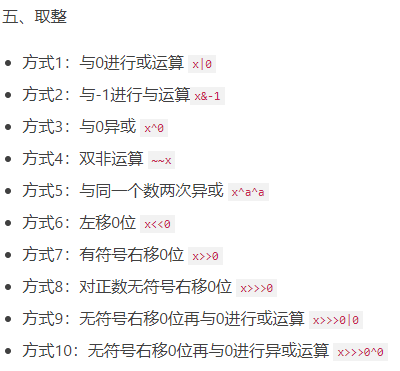 五、取整
方式1：与0进行或运算 x|0
方式2：与-1进行与运算 x&-1
方式3：与0异或 x^0
方式4：双非运算 ~~x
方式5：与同一个数两次异或 x^a^a
方式6：左移0位 x<<0
方式7：有符号右移0位 x>>0
方式8：对正数无符号右移0位 x>>>0
方式9：无符号右移0位再与0进行或运算 x>>>0|0
方式10：无符号右移0位再与0进行异或运算 x>>>0^0